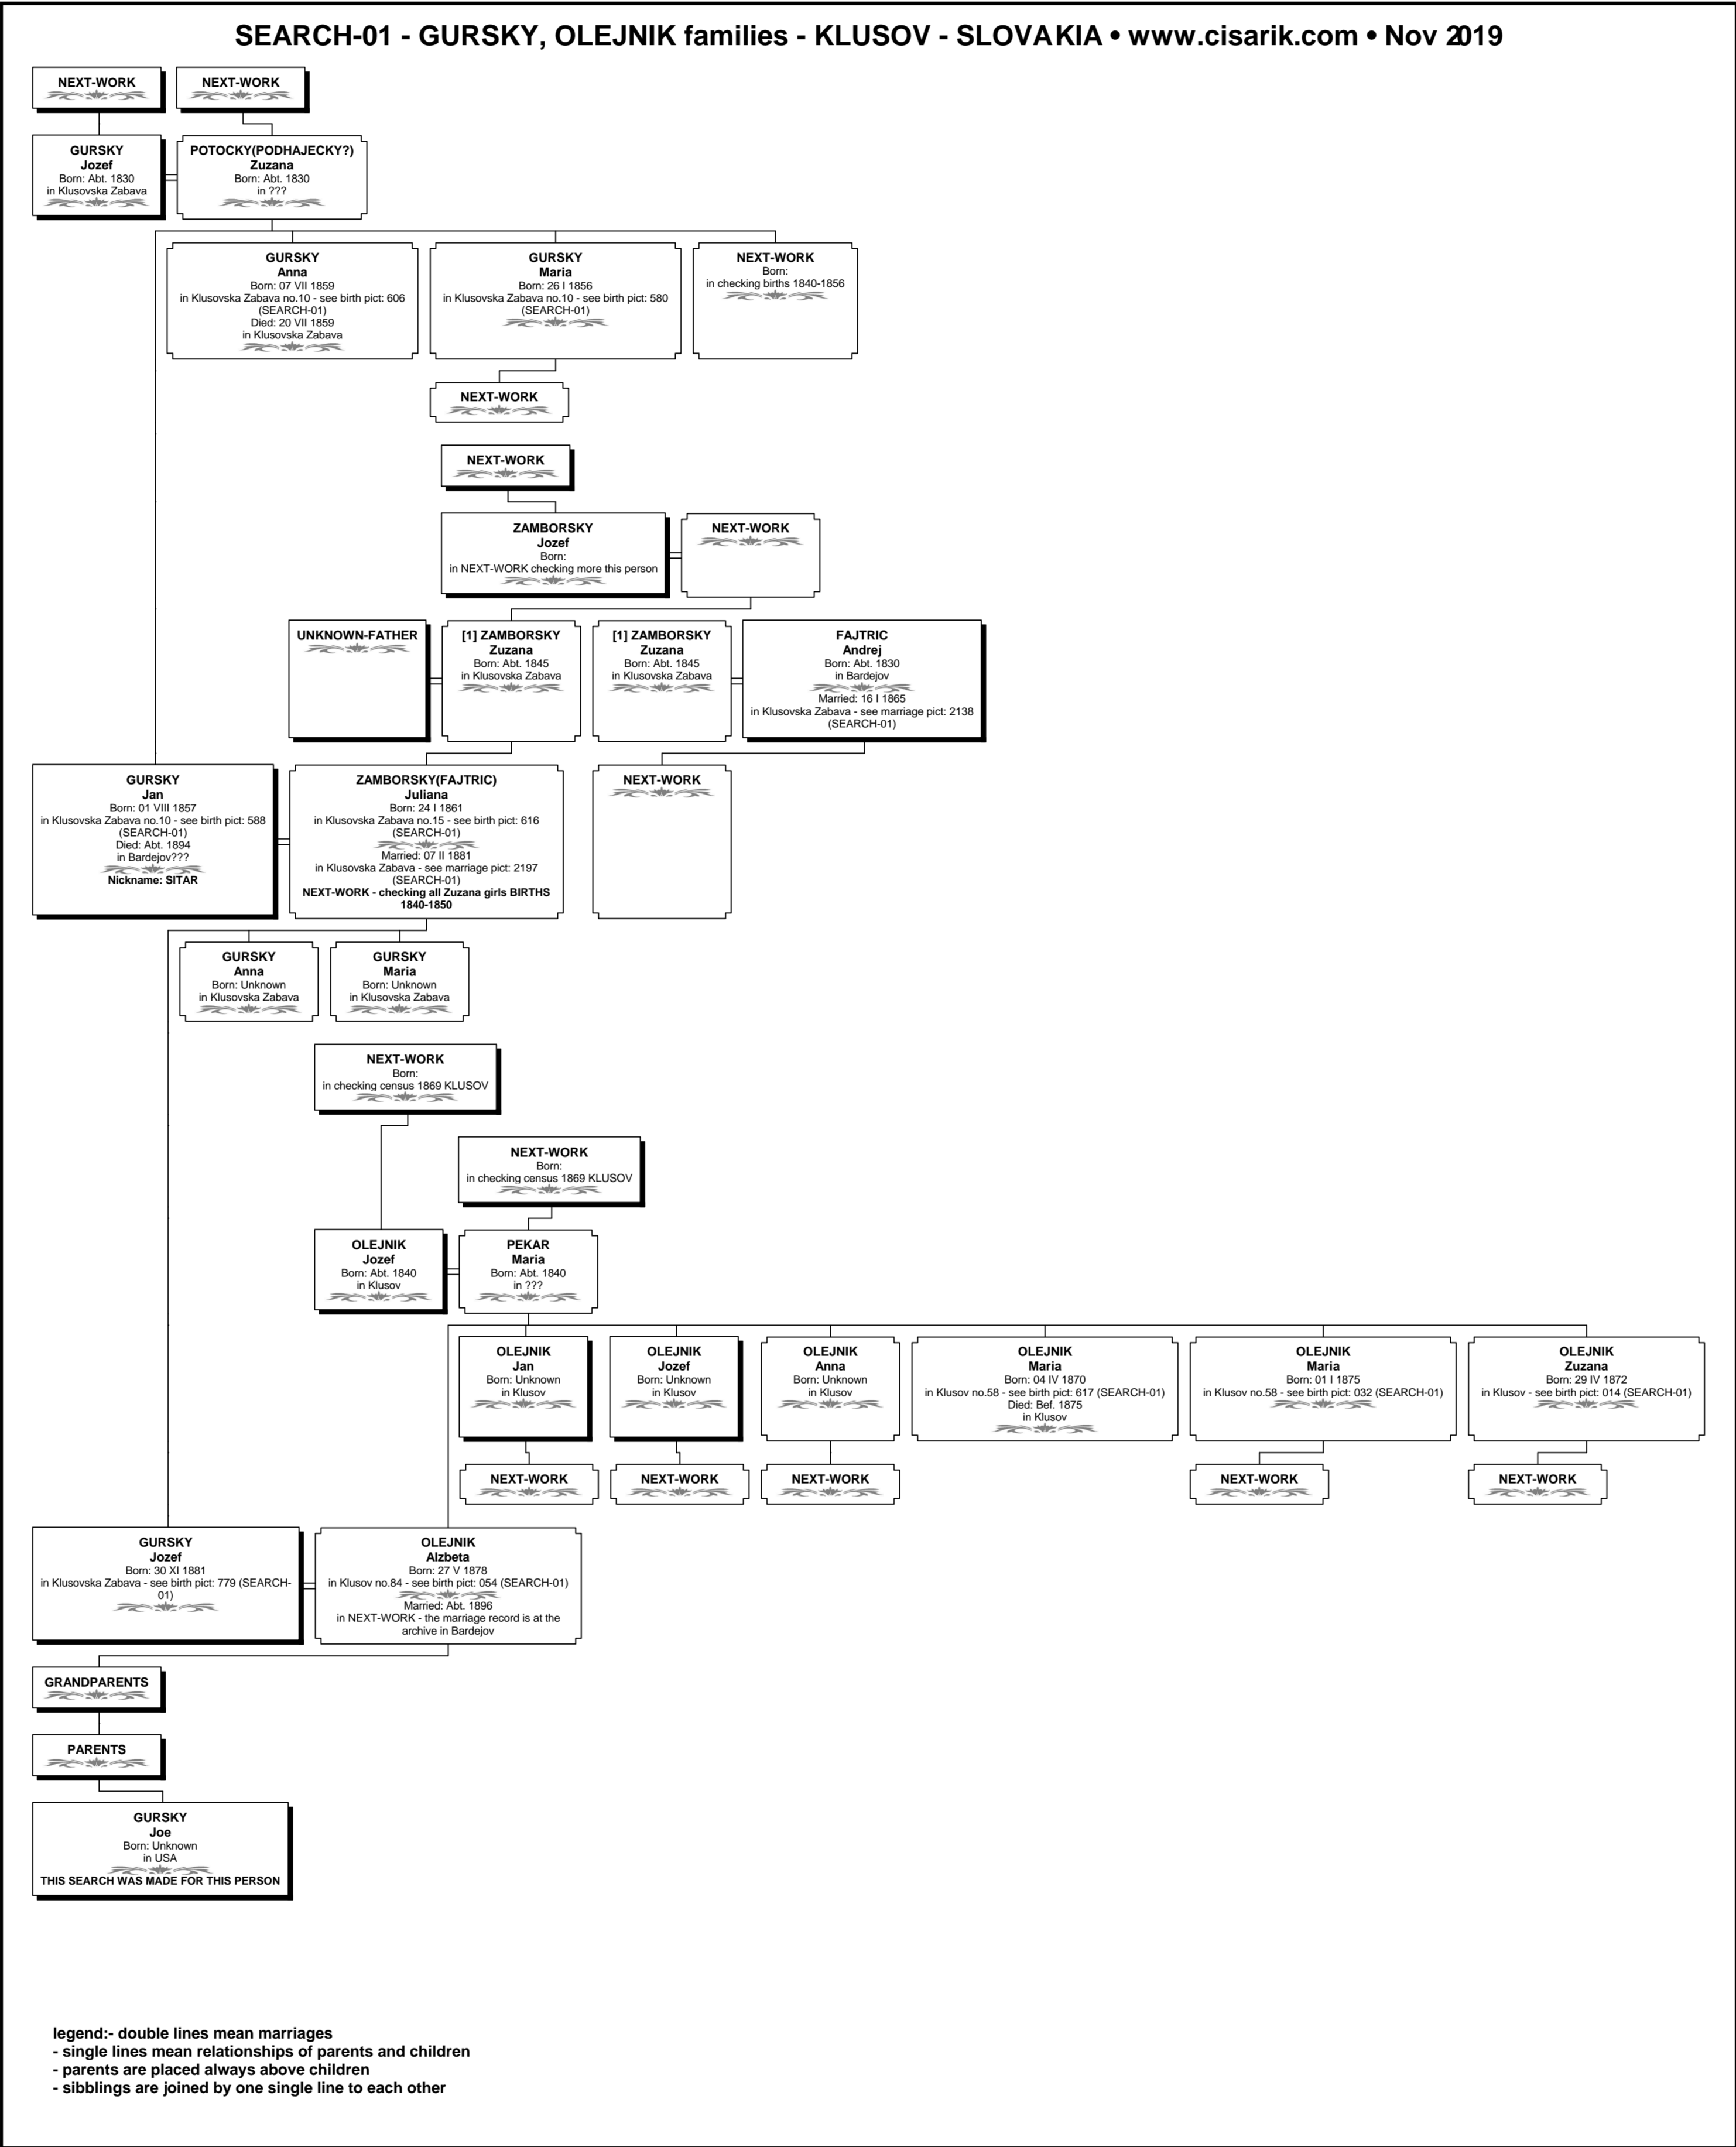 SEARCH-01 - GURSKY, OLEJNIK families - KLUSOV - SLOVAKIA • www.cisarik.com • Nov 2019
NEXT-WORK
NEXT-WORK
GURSKY
Jozef
Born: Abt. 1830
in Klusovska Zabava
POTOCKY(PODHAJECKY?)
Zuzana
Born: Abt. 1830
in ???
GURSKY
Anna
Born: 07 VII 1859
in Klusovska Zabava no.10 - see birth pict: 606
(SEARCH-01)
Died: 20 VII 1859
in Klusovska Zabava
GURSKY
Maria
Born: 26 I 1856
in Klusovska Zabava no.10 - see birth pict: 580
(SEARCH-01)
NEXT-WORK
Born:
in checking births 1840-1856
NEXT-WORK
NEXT-WORK
ZAMBORSKY
Jozef
Born:
in NEXT-WORK checking more this person
NEXT-WORK
UNKNOWN-FATHER
[1] ZAMBORSKY
Zuzana
Born: Abt. 1845
in Klusovska Zabava
[1] ZAMBORSKY
Zuzana
Born: Abt. 1845
in Klusovska Zabava
FAJTRIC
Andrej
Born: Abt. 1830
in Bardejov
Married: 16 I 1865
in Klusovska Zabava - see marriage pict: 2138
(SEARCH-01)
GURSKY
Jan
Born: 01 VIII 1857
in Klusovska Zabava no.10 - see birth pict: 588
(SEARCH-01)
Died: Abt. 1894
in Bardejov???
Nickname: SITAR
ZAMBORSKY(FAJTRIC)
Juliana
Born: 24 I 1861
in Klusovska Zabava no.15 - see birth pict: 616
(SEARCH-01)
Married: 07 II 1881
in Klusovska Zabava - see marriage pict: 2197
(SEARCH-01)
NEXT-WORK - checking all Zuzana girls BIRTHS
1840-1850
NEXT-WORK
GURSKY
Anna
Born: Unknown
in Klusovska Zabava
GURSKY
Maria
Born: Unknown
in Klusovska Zabava
NEXT-WORK
Born:
in checking census 1869 KLUSOV
NEXT-WORK
Born:
in checking census 1869 KLUSOV
OLEJNIK
Jozef
Born: Abt. 1840
in Klusov
PEKAR
Maria
Born: Abt. 1840
in ???
OLEJNIK
Jan
Born: Unknown
in Klusov
OLEJNIK
Jozef
Born: Unknown
in Klusov
OLEJNIK
Anna
Born: Unknown
in Klusov
OLEJNIK
Maria
Born: 04 IV 1870
in Klusov no.58 - see birth pict: 617 (SEARCH-01)
Died: Bef. 1875
in Klusov
OLEJNIK
Maria
Born: 01 I 1875
in Klusov no.58 - see birth pict: 032 (SEARCH-01)
OLEJNIK
Zuzana
Born: 29 IV 1872
in Klusov - see birth pict: 014 (SEARCH-01)
NEXT-WORK
NEXT-WORK
NEXT-WORK
NEXT-WORK
NEXT-WORK
GURSKY
Jozef
Born: 30 XI 1881
in Klusovska Zabava - see birth pict: 779 (SEARCH-
01)
OLEJNIK
Alzbeta
Born: 27 V 1878
in Klusov no.84 - see birth pict: 054 (SEARCH-01)
Married: Abt. 1896
in NEXT-WORK - the marriage record is at the
archive in Bardejov
GRANDPARENTS
PARENTS
GURSKY
Joe
Born: Unknown
in USA
THIS SEARCH WAS MADE FOR THIS PERSON
legend:- double lines mean marriages
- single lines mean relationships of parents and children
- parents are placed always above children
- sibblings are joined by one single line to each other